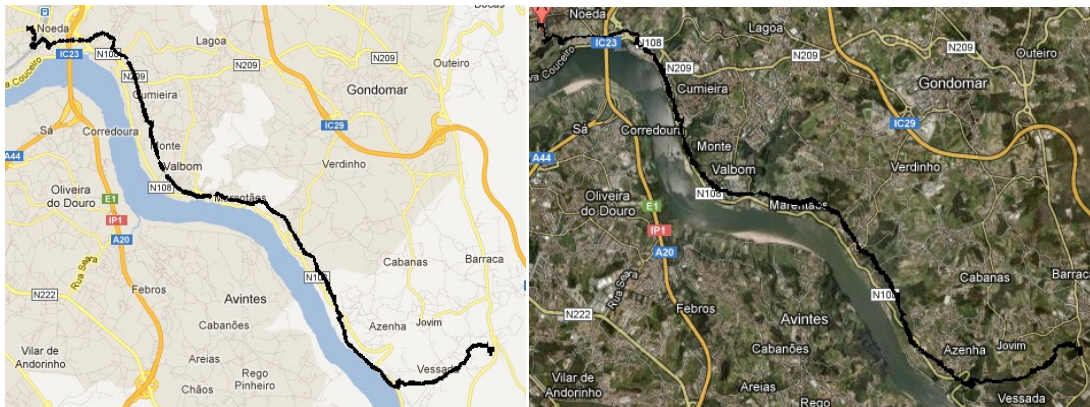 Noeda
IC23
N108
Lagoa
N209
N209
Cumieira
Gondomar
Outeiro
Sá
Corredoura
IC29
A44
Monte
Verdinho
Valbom
N108
Oliveira
do Douro
E1
IP1
A20
Marentães
Rua
Cabanas
Barraca
N222
Febros
Avintes
N108
Cabanões
Azenha
Jovim
Areias
Vilar de
Andorinho
Rego
Pinheiro
Chãos
Vessada
Noeda
IC23
N108
Lagoa
N209
N209
Outeiro
Gondomar
Cumieira
Sá
Corredoura
IC29
A44
Monte
Verdinho
Valbom
N108
Oliveira
do Douro
E1
IP1
A20
Marentães
Rua
Cabanas
Barraca
N222
Febros
Avintes
N108
Cabanões
Azenha
Jovim
Vilar de
Andorinho
Areias
Rego
Vessada